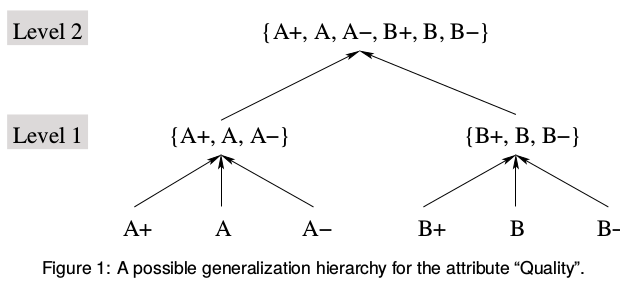 Level 2 {A+, A, A−, B+, B, B−}
Level 1 {A+, A, A−} {B+, B, B−}
A+ A A− B+ B B−
Figure 1: A possible generalization hierarchy for the attribute “Quality”.